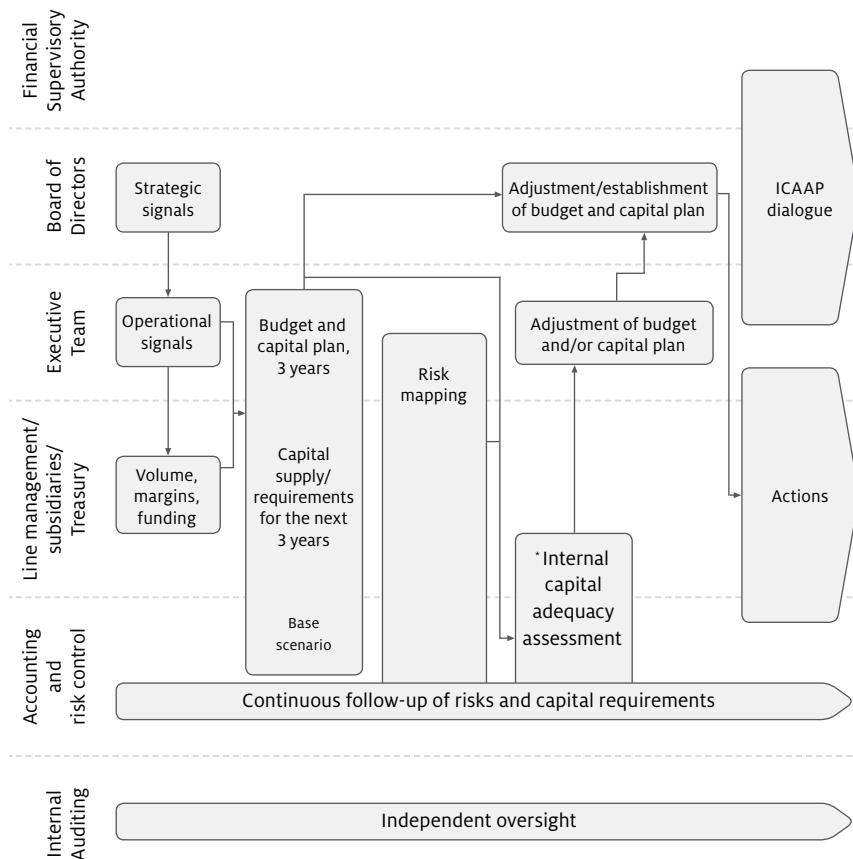 Financial
Supervisory
Authority
Board of
Directors
Strategic
signals
Adjustment/establishment
of budget and capital plan
ICAAP
dialogue
Executive
Team
Operational
signals
Budget and
capital plan,
3 years
Risk
mapping
Adjustment of budget
and/or capital plan
Line management/
subsidiaries/
Treasury
Volume,
margins,
funding
Capital
supply/
requirements
for the next
3 years
Actions
*Internal
capital
adequacy
assessment
Base
scenario
Accounting
and
risk control
Continuous follow-up of risks and capital requirements
Internal
Auditing
Independent oversight